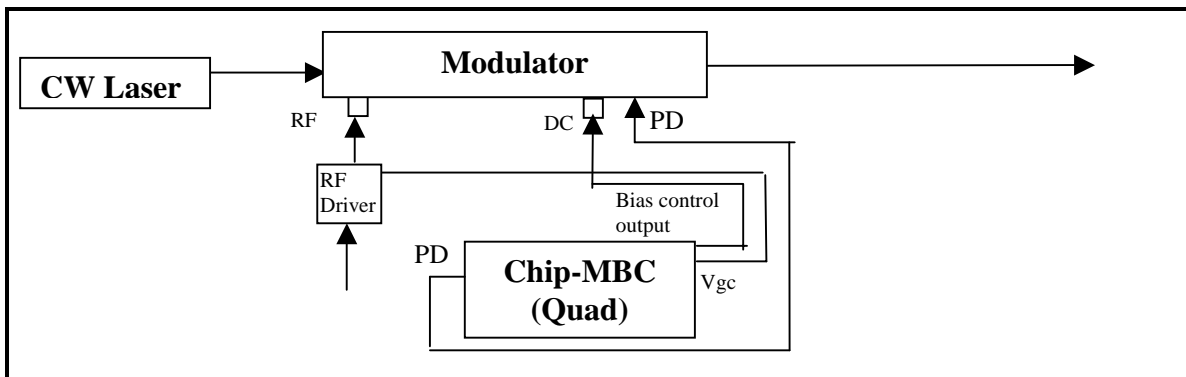 Modulator
CW Laser
RF
DC
PD
RF
Driver
Bias control
output
PD
Chip-MBC
(Quad)
Vgc